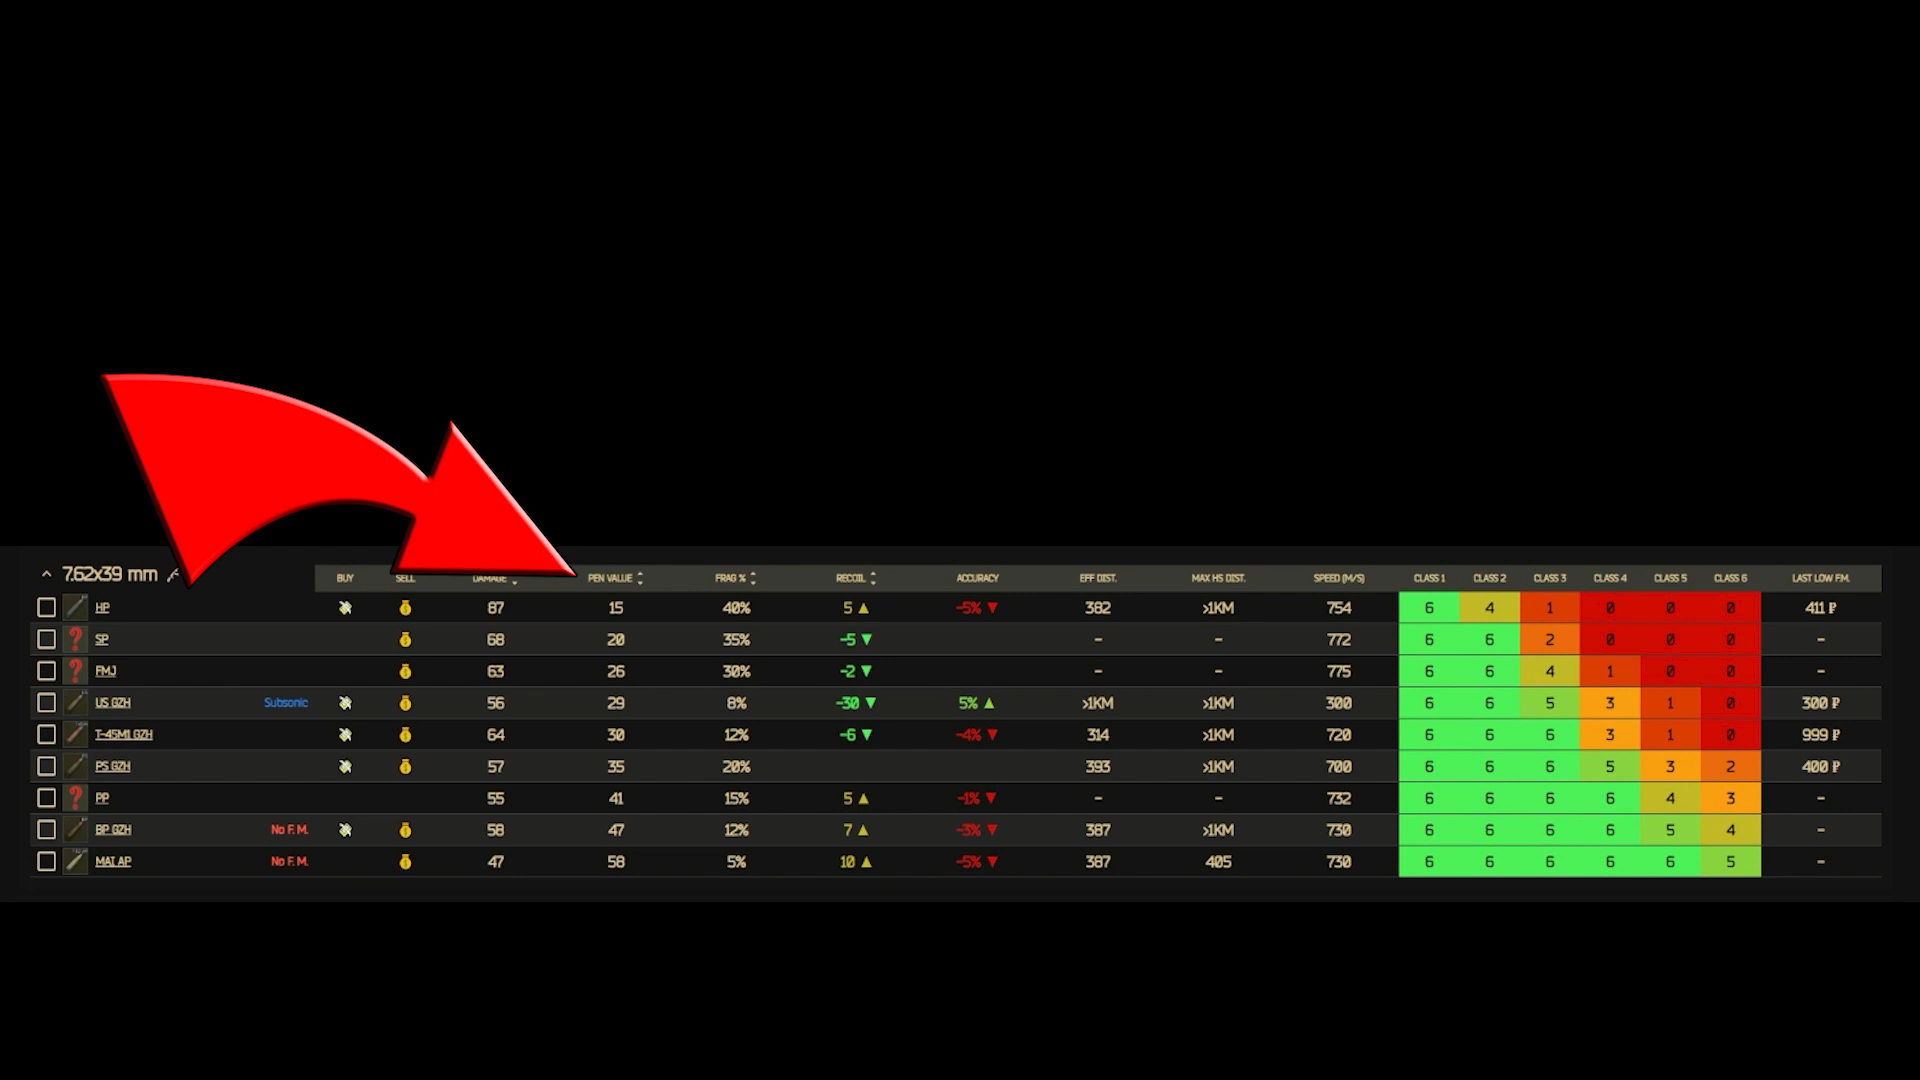 7.62x39 mm
BUY SELL DAMAGE PEN VALUE FRAG % RECOIL ACCURACY EFF DIST. MAX HS DIST. SPEED (M/S) CLASS 1 CLASS 2 CLASS 3 CLASS 4 CLASS 5 CLASS 6 LAST LOW F.M.
HP 87 15 40% 5 ▲ -5% ▼ 382 >1KM 754 6 4 1 0 0 0 411 ₽
SP 68 20 35% -5 ▼ - - 772 6 6 2 0 0 0 -
FMJ 63 26 30% -2 ▼ - - 775 6 6 4 1 0 0 -
US GZH Subsonic 56 29 8% -30 ▼ 5% ▲ >1KM >1KM 300 6 6 5 3 1 0 300 ₽
T-45M1 GZH 64 30 12% -6 ▼ -4% ▼ 314 >1KM 720 6 6 6 3 1 0 999 ₽
PS GZH 57 35 20% 393 >1KM 700 6 6 6 5 3 2 400 ₽
PP 55 41 15% 5 ▲ -1% ▼ - - 732 6 6 6 6 4 3 -
BP GZH No F.M. 58 47 12% 7 ▲ -3% ▼ 387 >1KM 730 6 6 6 6 5 4 -
MAI AP No F.M. 47 58 5% 10 ▲ -5% ▼ 387 405 730 6 6 6 6 6 5 -